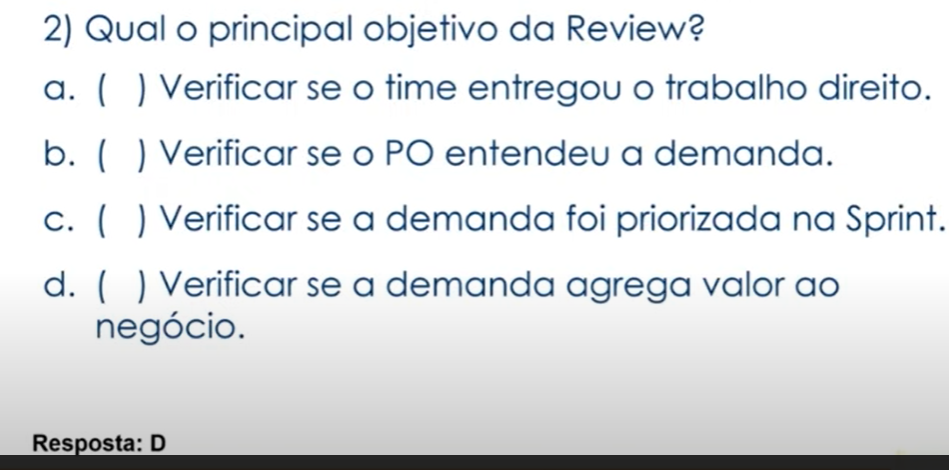 2) Qual o principal objetivo da Review?
a. ( ) Verificar se o time entregou o trabalho direito.
b. ( ) Verificar se o PO entendeu a demanda.
c. ( ) Verificar se a demanda foi priorizada na Sprint.
d. ( ) Verificar se a demanda agrega valor ao
negócio.
Resposta: D